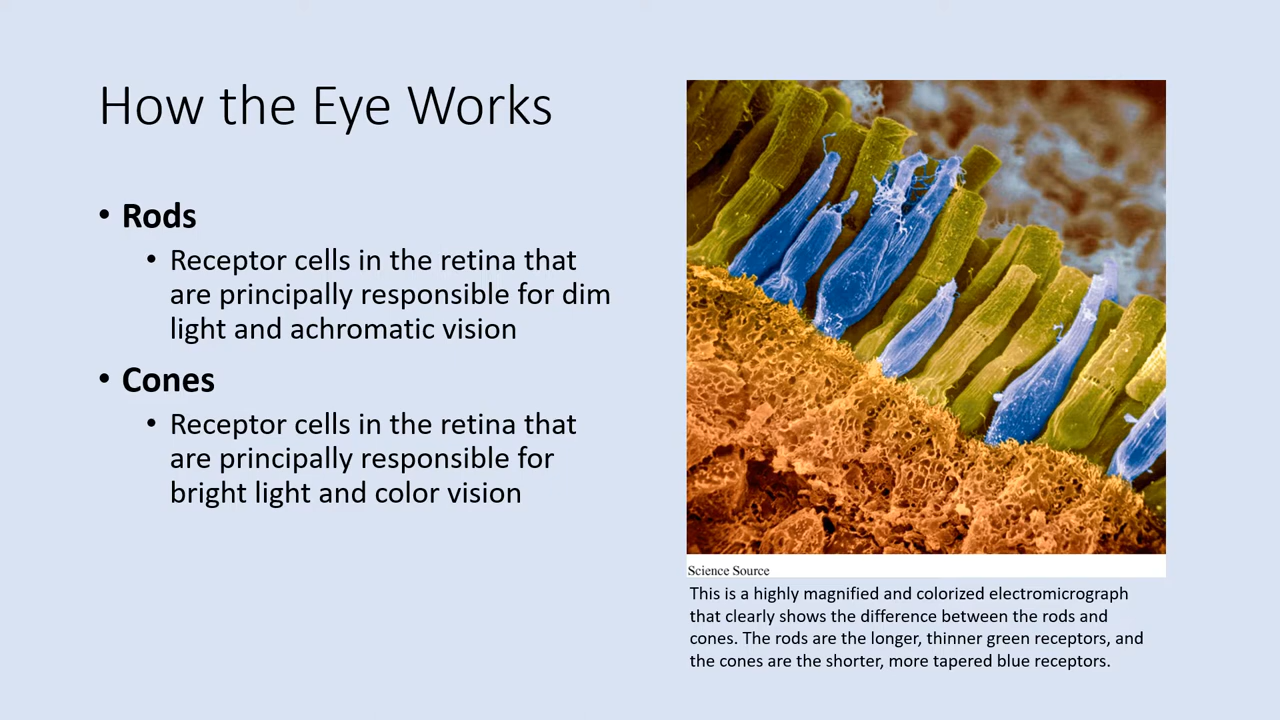 How the Eye Works
• Rods
• Receptor cells in the retina that
are principally responsible for dim
light and achromatic vision
• Cones
• Receptor cells in the retina that
are principally responsible for
bright light and color vision
Science Source
This is a highly magnified and colorized electromicrograph
that clearly shows the difference between the rods and
cones. The rods are the longer, thinner green receptors, and
the cones are the shorter, more tapered blue receptors.